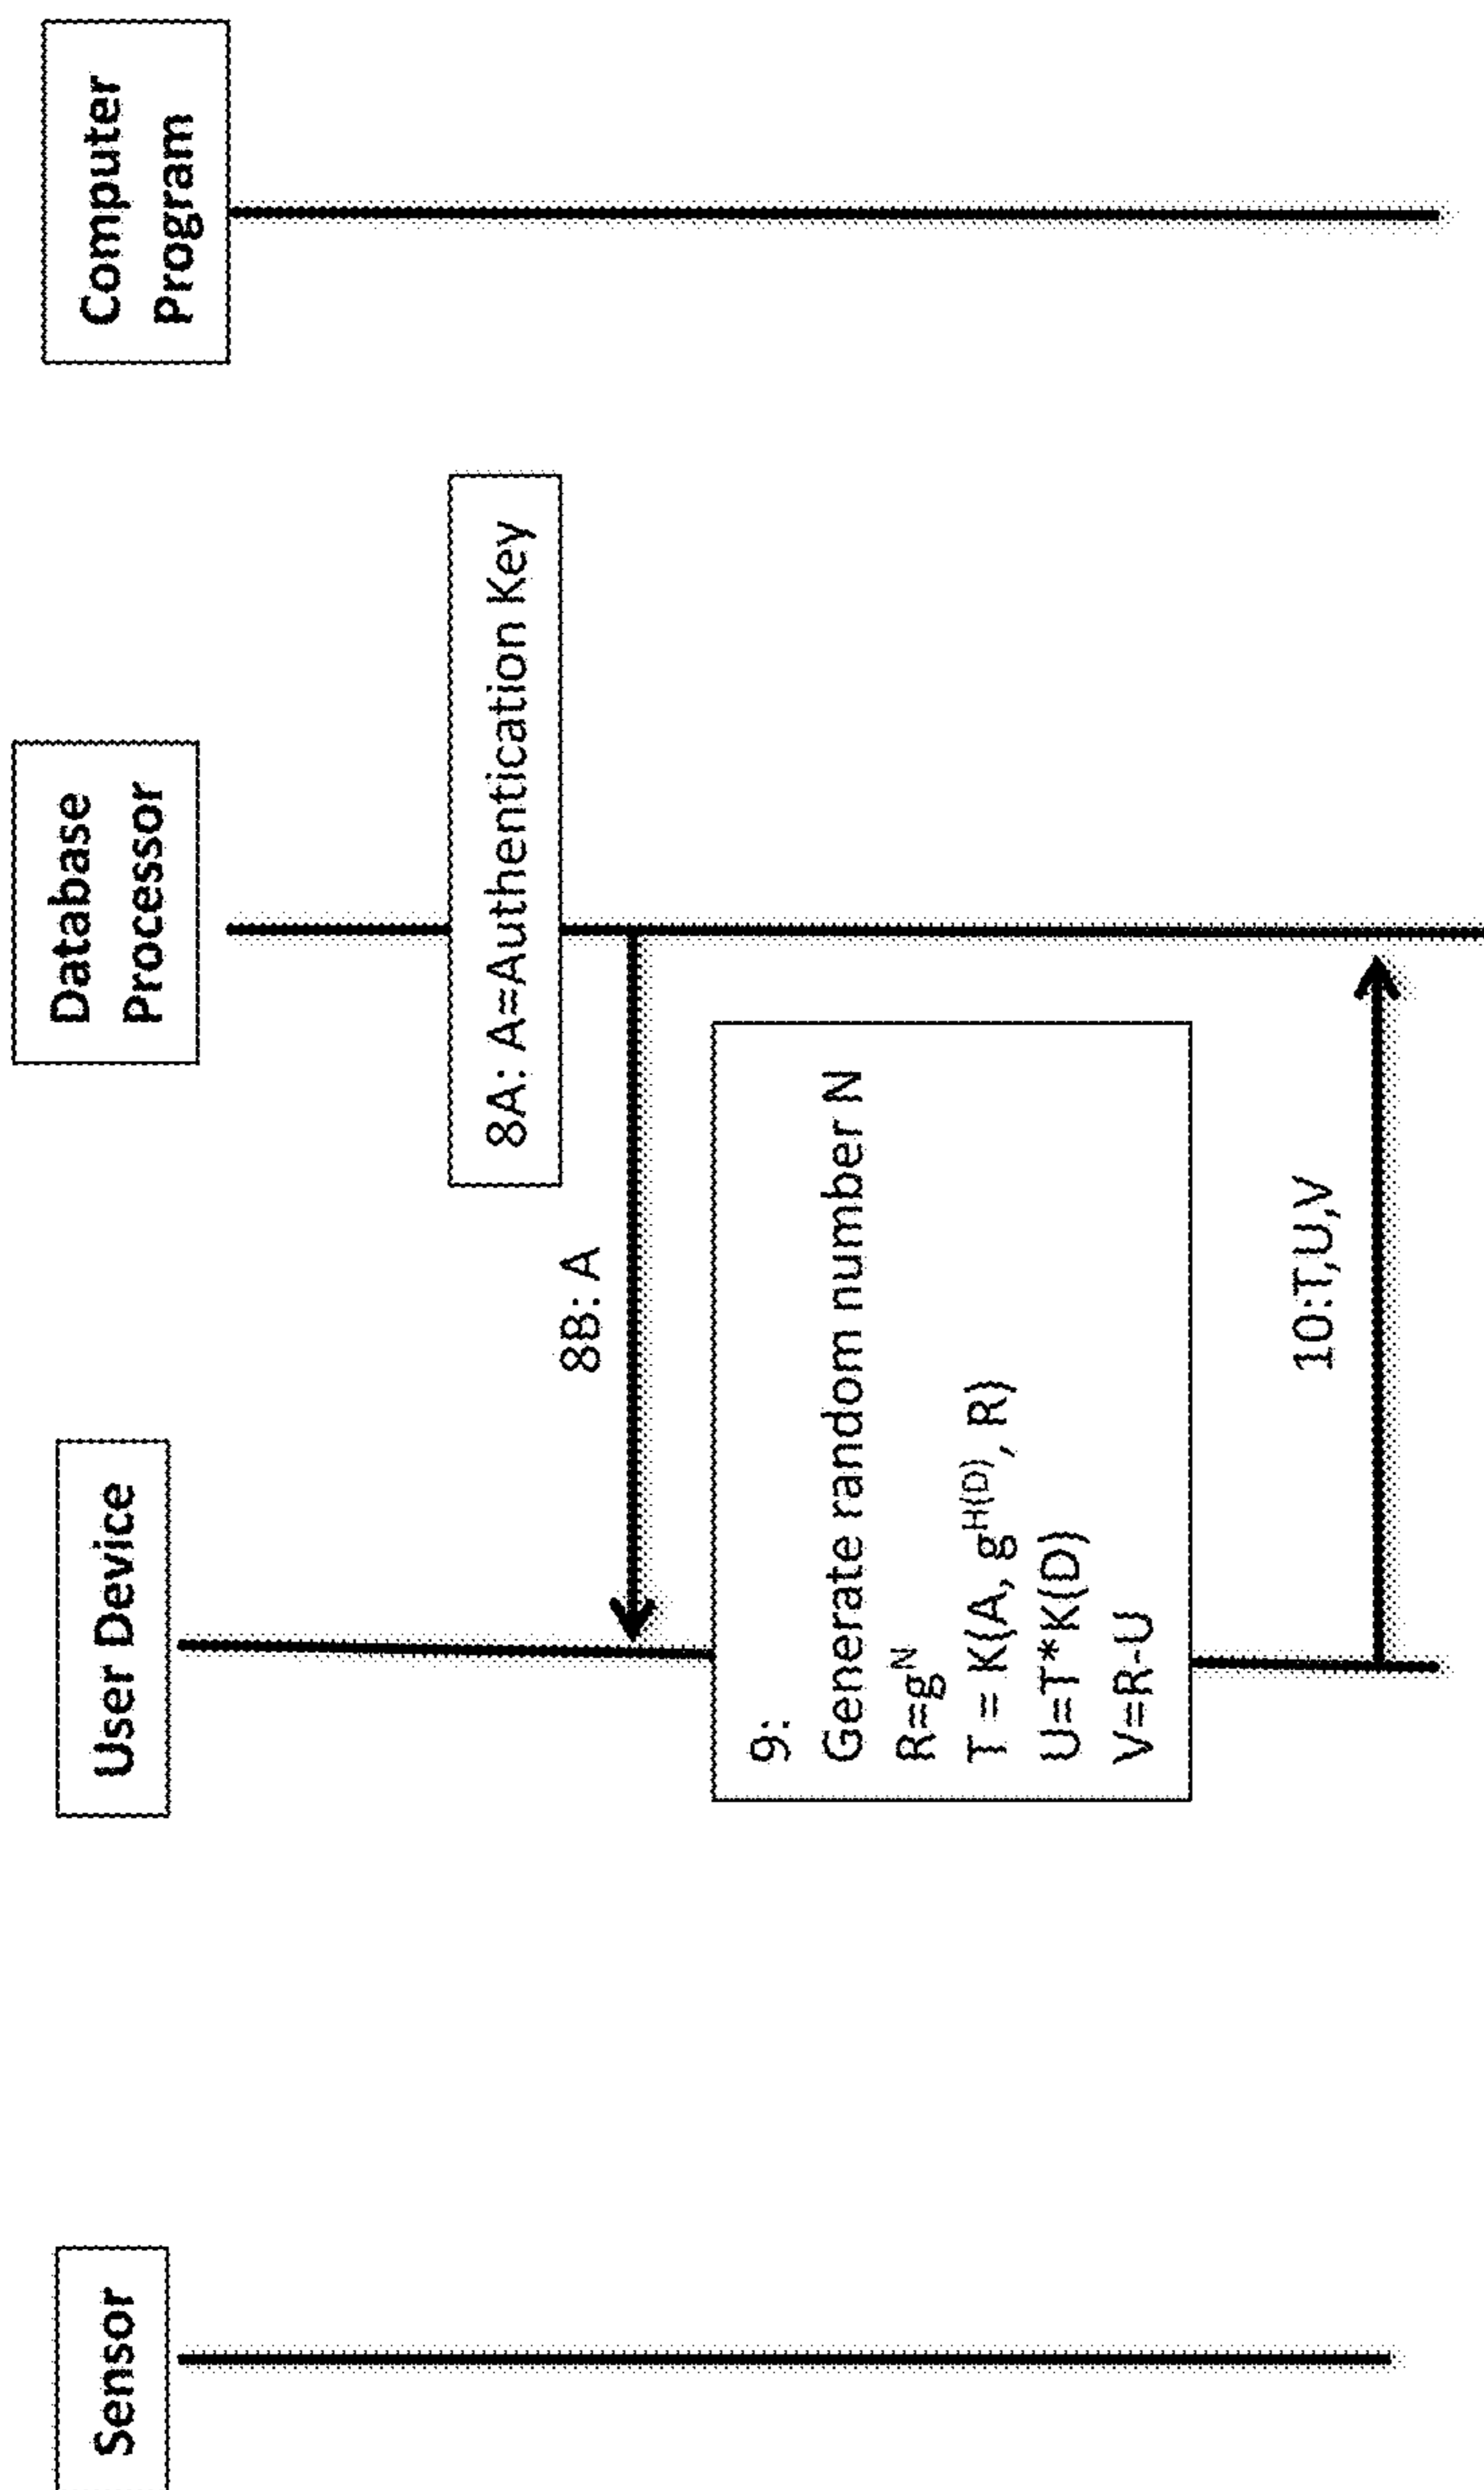 Sensor
User Device
Database
Processor
Computer
Program
8A: A=Authentication Key
8B: A
9:
Generate random number N
R=g^N
T = K(A, g^H(D), R)
U=T*K(D)
V=R-U
10:T,U,V